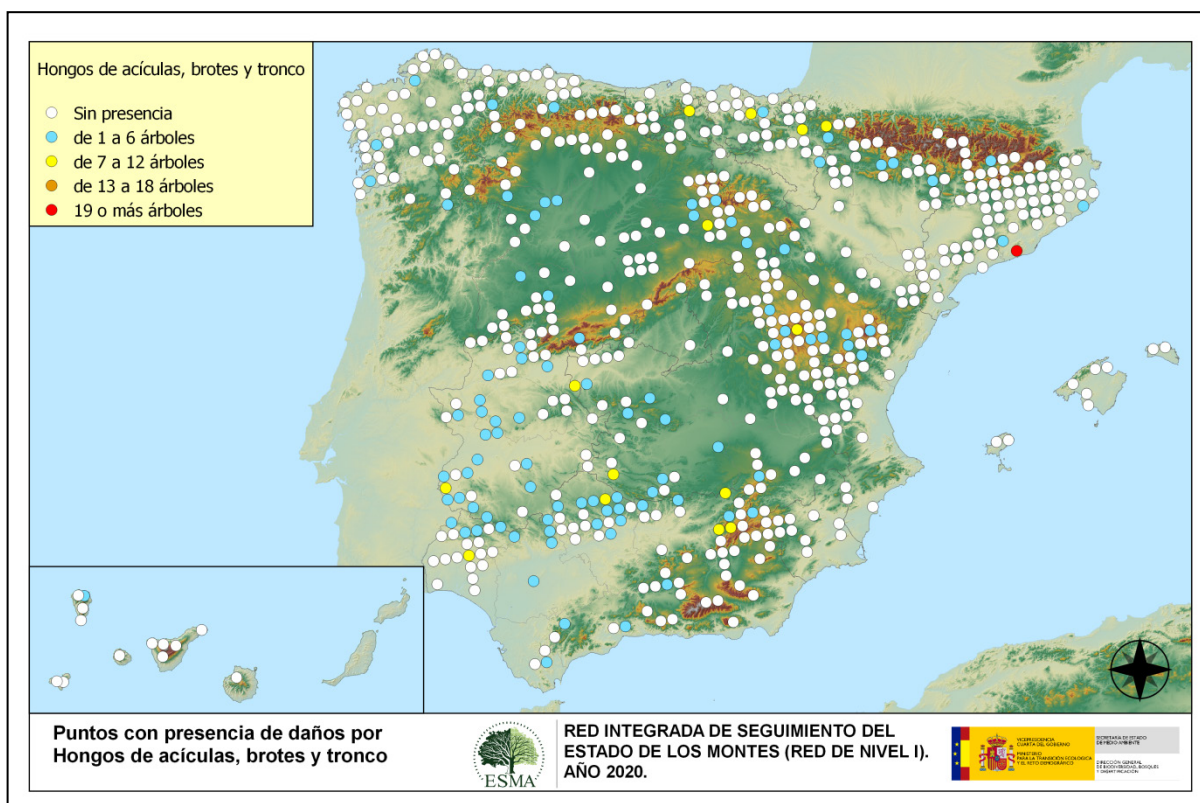 Hongos de acículas, brotes y tronco
Sin presencia
de 1 a 6 árboles
de 7 a 12 árboles
de 13 a 18 árboles
19 o más árboles
Puntos con presencia de daños por
Hongos de acículas, brotes y tronco
ESMA
RED INTEGRADA DE SEGUIMIENTO DEL
ESTADO DE LOS MONTES (RED DE NIVEL I).
AÑO 2020.
VICEPRESIDENCIA
CUARTA DEL GOBIERNO
MINISTERIO
PARA LA TRANSICIÓN ECOLÓGICA
Y EL RETO DEMOGRÁFICO
SECRETARÍA DE ESTADO
DE MEDIO AMBIENTE
DIRECCIÓN GENERAL
DE BIODIVERSIDAD, BOSQUES
Y DESERTIFICACIÓN